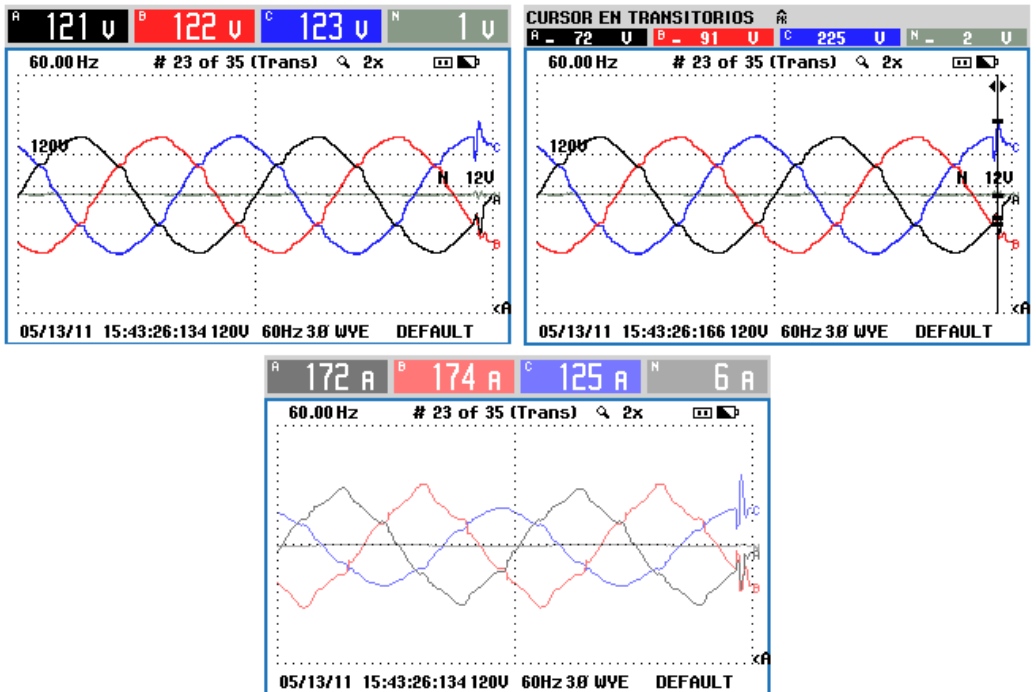 A 121 V B 122 V C 123 V N 1 V
60.00 Hz # 23 of 35 (Trans) 2x
120V
C
N 12V
A
B
<A
05/13/11 15:43:26:134 120V 60Hz 3Ø WYE DEFAULT
CURSOR EN TRANSITORIOS
A - 72 V B - 91 V C 225 V N - 2 V
60.00 Hz # 23 of 35 (Trans) 2x
120V
C
N 12V
A
B
<A
05/13/11 15:43:26:166 120V 60Hz 3Ø WYE DEFAULT
A 172 A B 174 A C 125 A N 6 A
60.00 Hz # 23 of 35 (Trans) 2x
C
A
B
<A
05/13/11 15:43:26:134 120V 60Hz 3Ø WYE DEFAULT